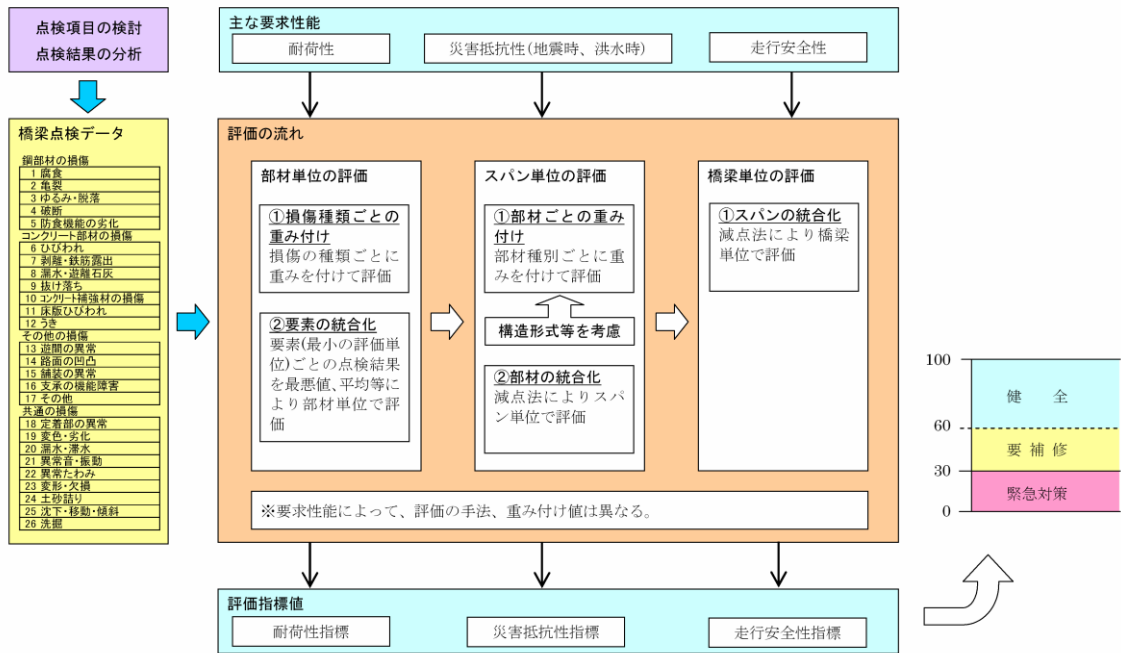 点検項目の検討
点検結果の分析
主な要求性能
耐荷性
災害抵抗性(地震時、洪水時)
走行安全性
橋梁点検データ
鋼部材の損傷
1 腐食
2 亀裂
3 ゆるみ・脱落
4 破断
5 防食機能の劣化
コンクリート部材の損傷
6 ひびわれ
7 剥離・鉄筋露出
8 漏水・遊離石灰
9 抜け落ち
10 コンクリート補強材の損傷
11 床版ひびわれ
12 うき
その他の損傷
13 遊間の異常
14 路面の凹凸
15 舗装の異常
16 支承の機能障害
17 その他
共通の損傷
18 定着部の異常
19 変色・劣化
20 漏水・滞水
21 異常音・振動
22 異常たわみ
23 変形・欠損
24 土砂詰り
25 沈下・移動・傾斜
26 洗掘
評価の流れ
部材単位の評価
①損傷種類ごとの
重み付け
損傷の種類ごとに
重みを付けて評価
②要素の統合化
要素(最小の評価単
位)ごとの点検結果
を最悪値、平均等に
より部材単位で評
価
スパン単位の評価
①部材ごとの重み
付け
部材種別ごとに重
みを付けて評価
構造形式等を考慮
②部材の統合化
減点法によりスパ
ン単位で評価
橋梁単位の評価
①スパンの統合化
減点法により橋梁
単位で評価
※要求性能によって、評価の手法、重み付け値は異なる。
評価指標値
耐荷性指標
災害抵抗性指標
走行安全性指標
100
健 全
60
要 補 修
30
緊急対策
0